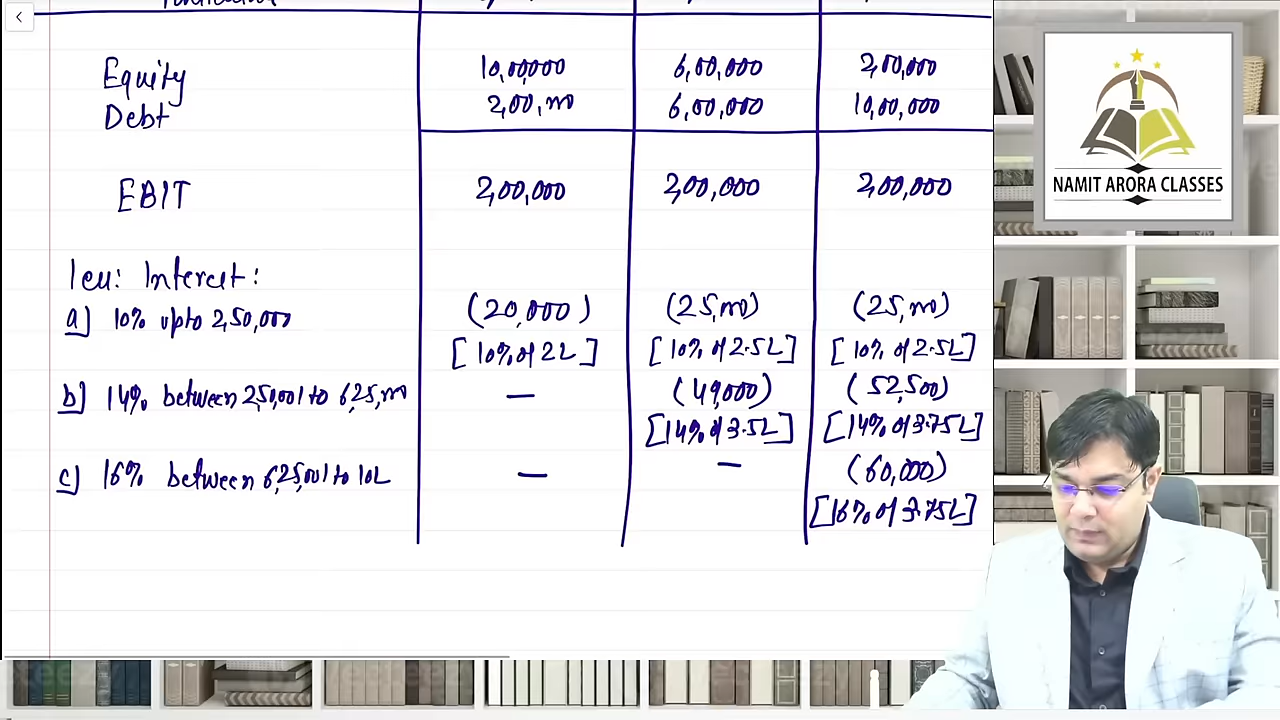 Equity 10,00,000 6,00,000 2,00,000
Debt 2,00,000 6,00,000 10,00,000
EBIT 2,00,000 2,00,000 2,00,000
less: Interest:
a] 10% upto 2,50,000 (20,000) (25,000) (25,000)
[10% of 2L] [10% of 2.5L] [10% of 2.5L]
b] 14% between 2,50,001 to 6,25,000 — (49,000) (52,500)
[14% of 3.5L] [14% of 3.75L]
c] 16% between 6,25,001 to 10L — — (60,000)
[16% of 3.75L]
NAMIT ARORA CLASSES